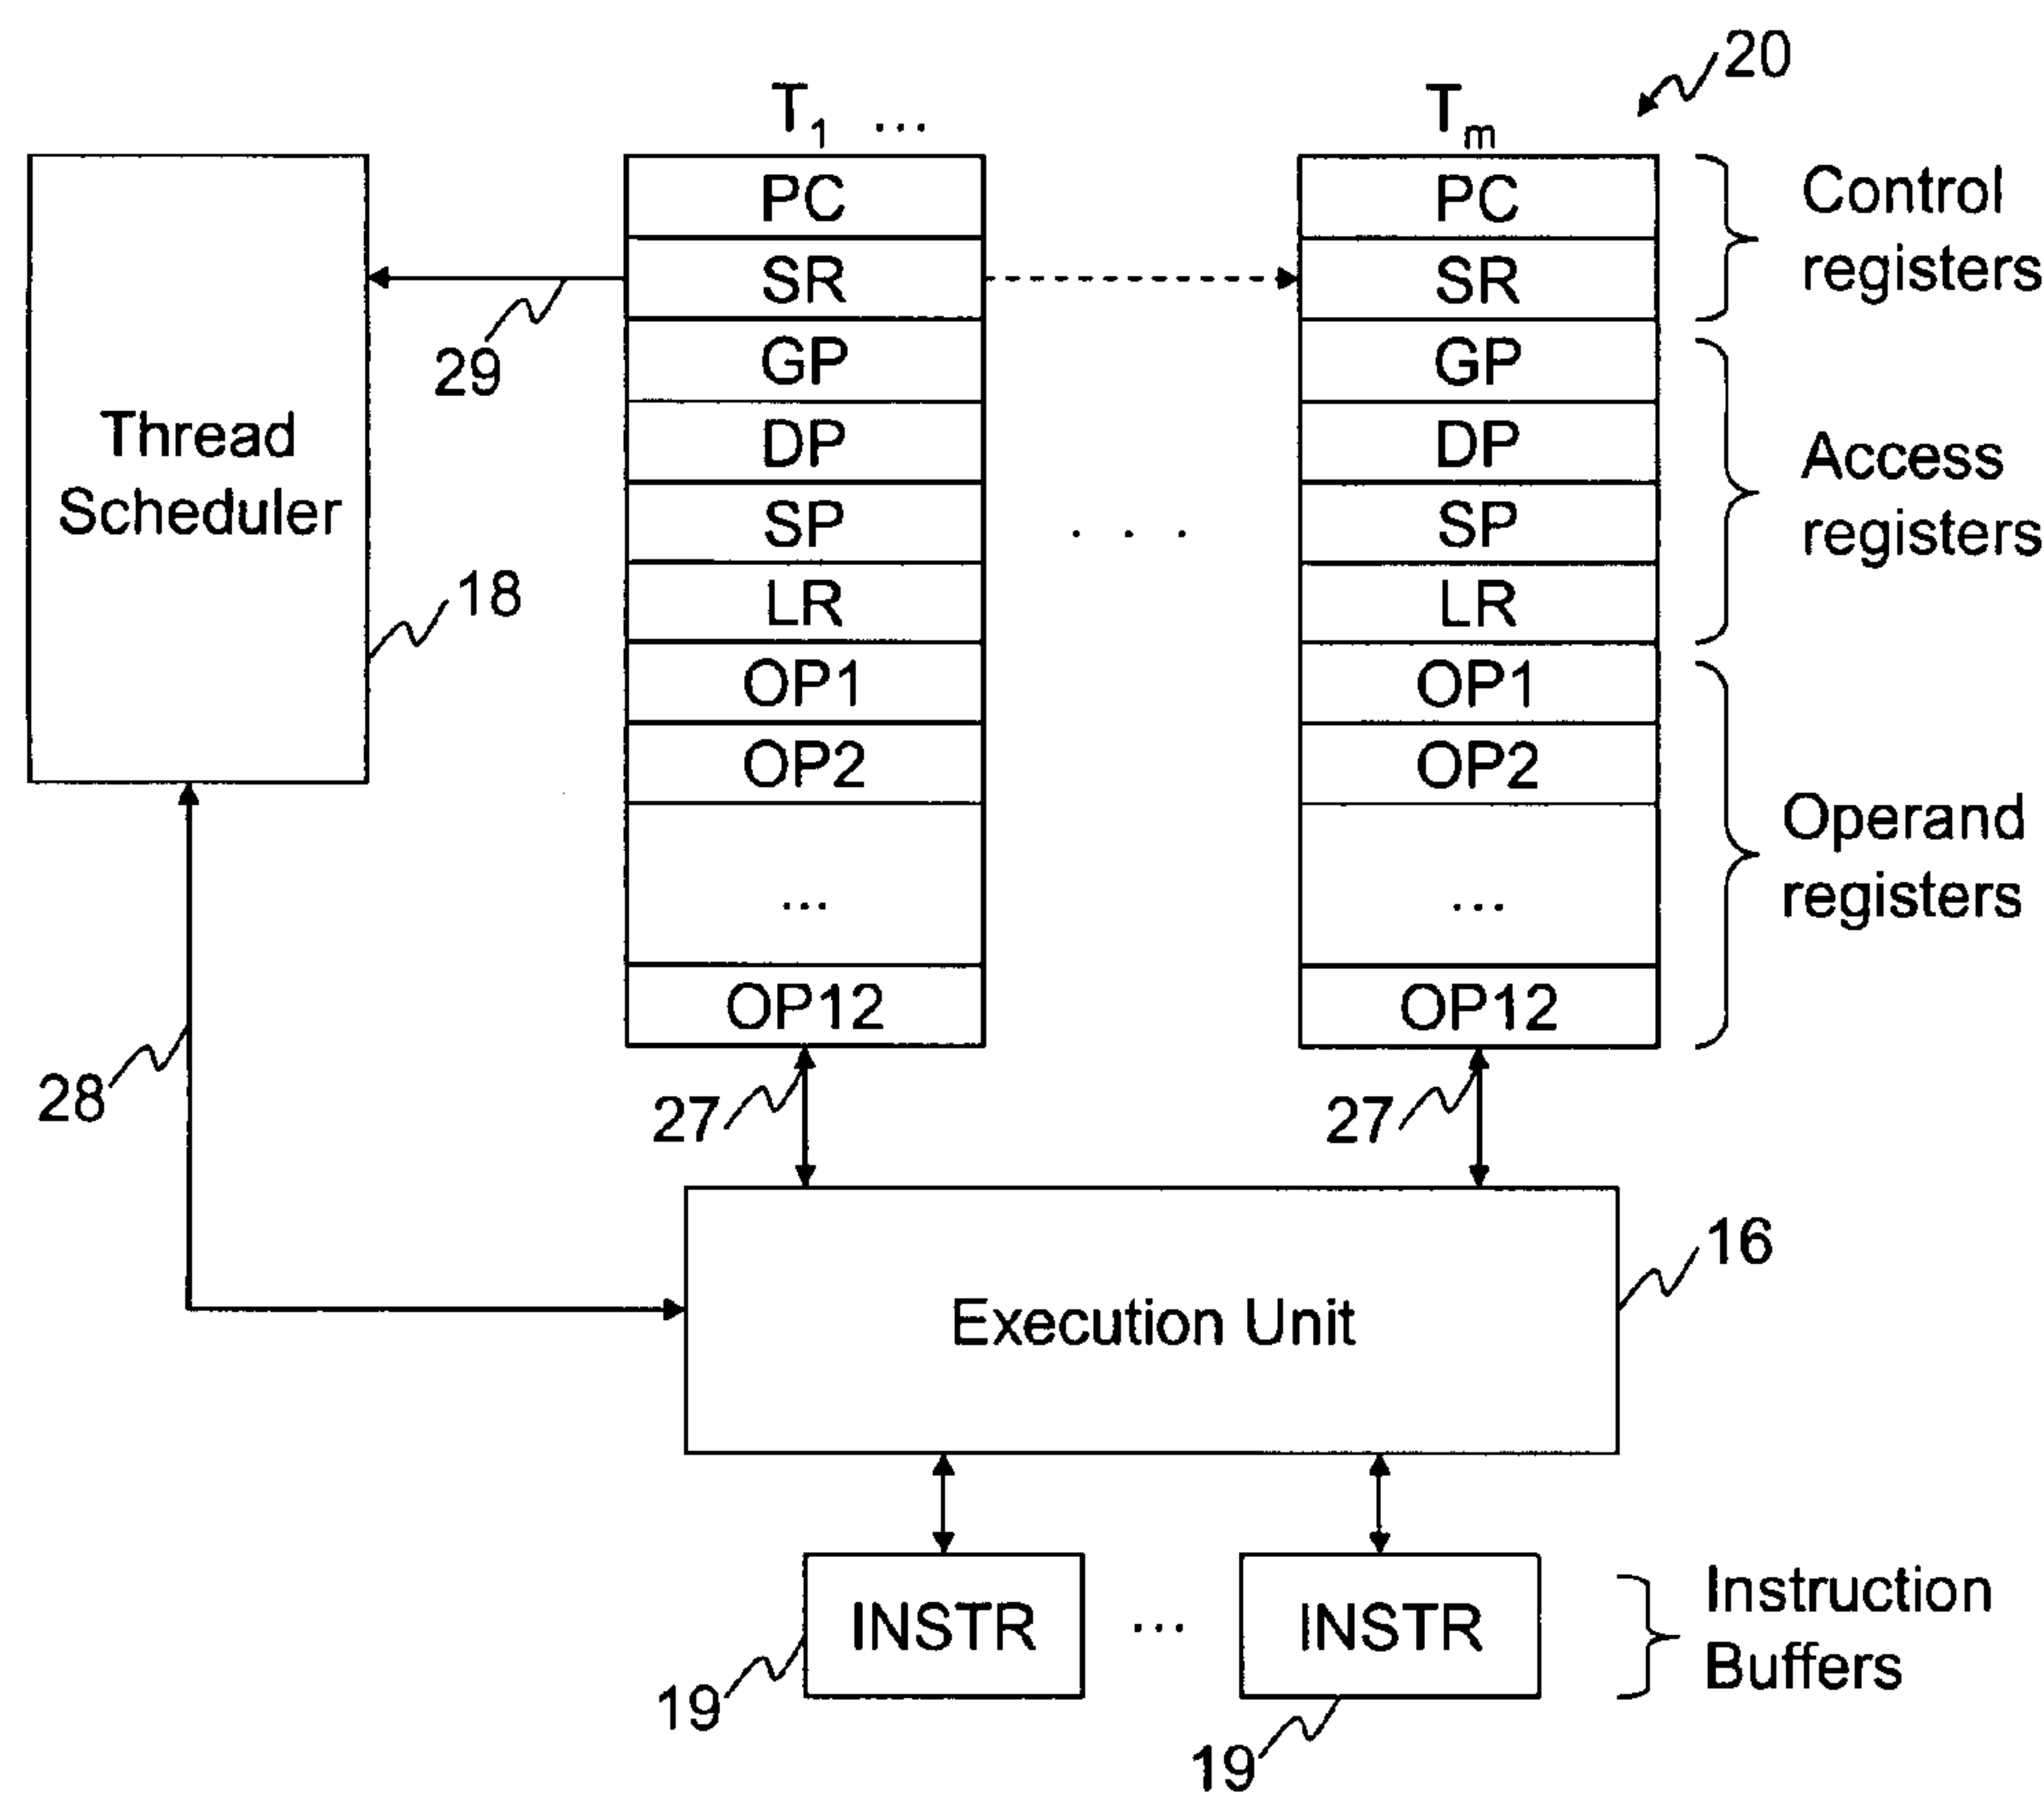 20
T1 ...
Tm
PC
PC
Control
registers
SR
SR
29
GP
GP
Thread
Scheduler
DP
DP
Access
registers
SP
. . .
SP
18
LR
LR
OP1
OP1
OP2
OP2
Operand
registers
...
...
OP12
OP12
28
27
27
16
Execution Unit
INSTR
...
INSTR
Instruction
Buffers
19
19